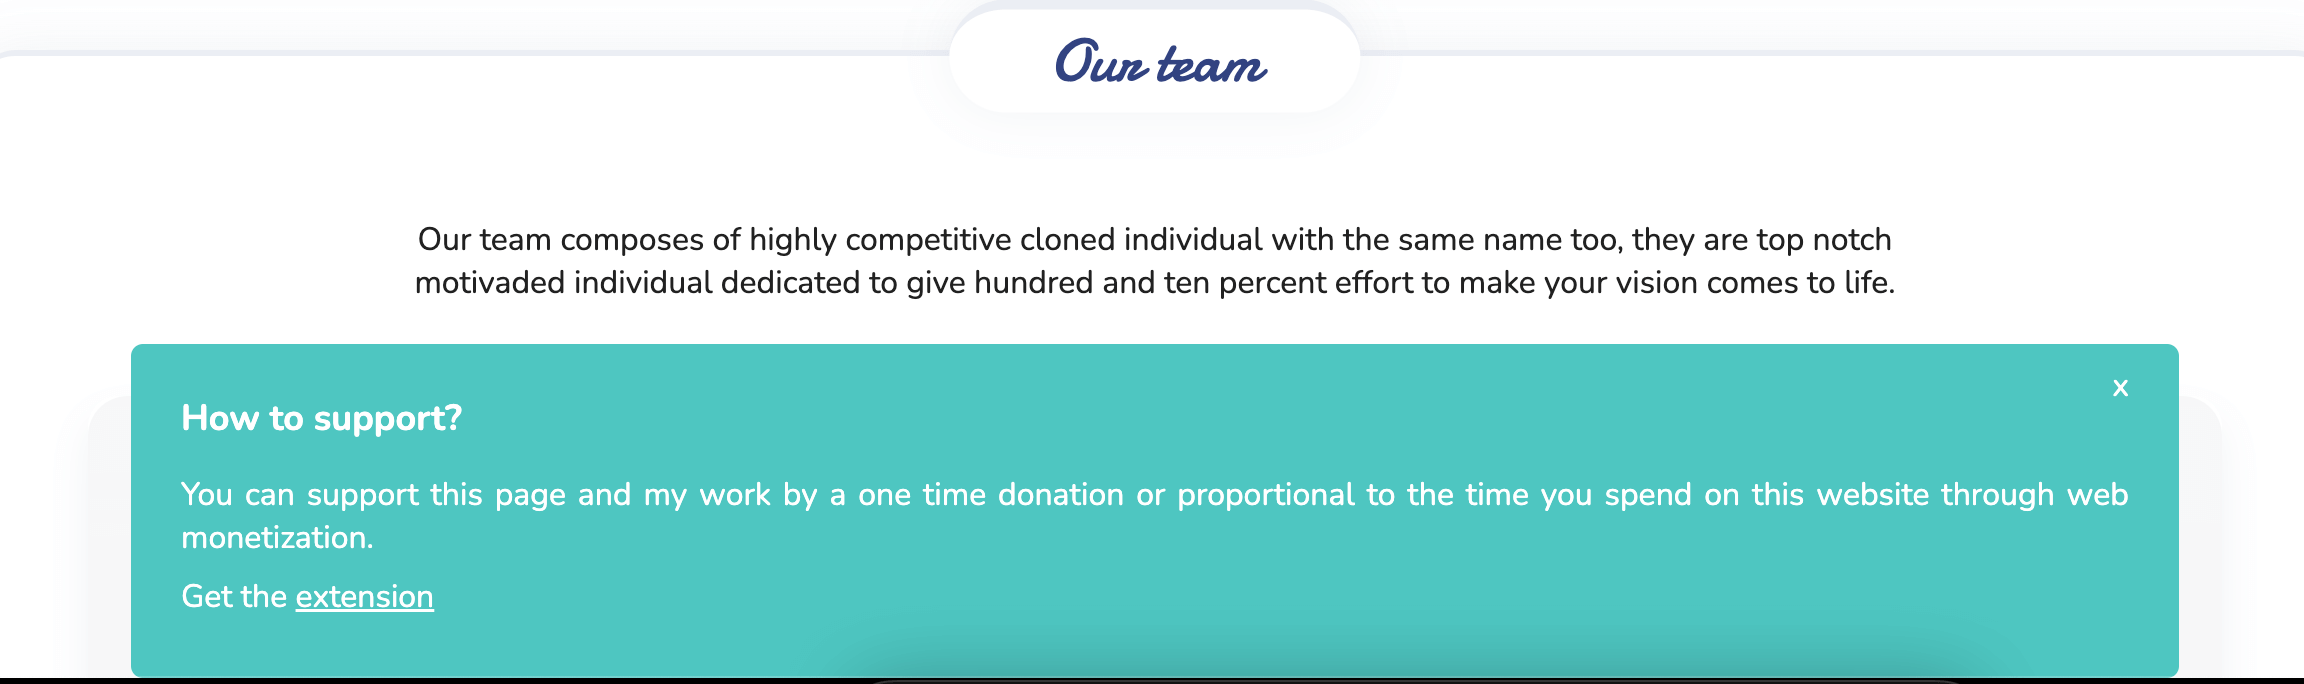 Our team
Our team composes of highly competitive cloned individual with the same name too, they are top notch
motivaded individual dedicated to give hundred and ten percent effort to make your vision comes to life.
x
How to support?
You can support this page and my work by a one time donation or proportional to the time you spend on this website through web
monetization.
Get the extension